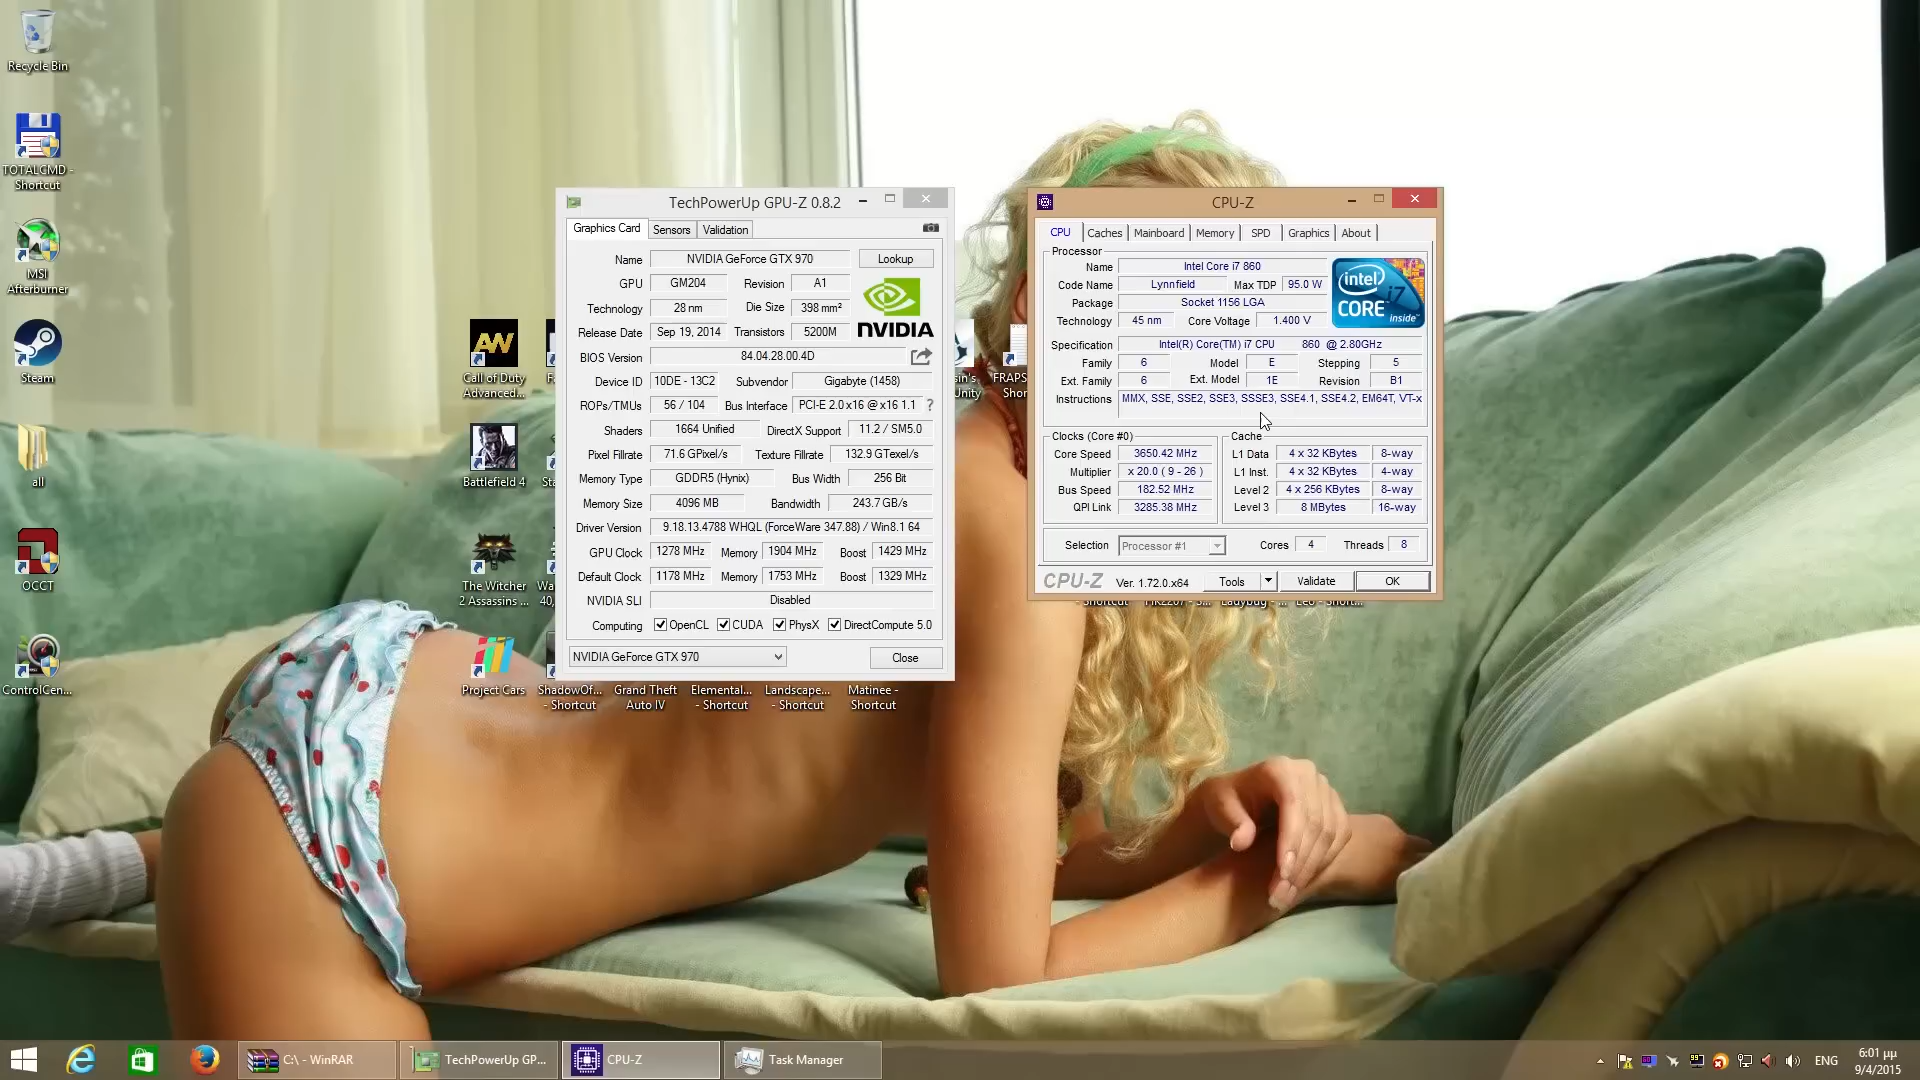 Recycle Bin
TOTALCMD - Shortcut
MSI Afterburner
Steam
all
OCCT
ControlCen...
Call of Duty Advanced...
Battlefield 4
The Witcher 2 Assassins ...
Project Cars
ShadowOf... - Shortcut
Grand Theft Auto IV
Elemental... - Shortcut
Landscape... - Shortcut
Matinee - Shortcut
FRAPS
Unity
TechPowerUp GPU-Z 0.8.2
Graphics Card Sensors Validation
Name NVIDIA GeForce GTX 970 Lookup
GPU GM204 Revision A1
Technology 28 nm Die Size 398 mm²
NVIDIA
Release Date Sep 19, 2014 Transistors 5200M
BIOS Version 84.04.28.00.4D
Device ID 10DE - 13C2 Subvendor Gigabyte (1458)
ROPs/TMUs 56 / 104 Bus Interface PCI-E 2.0 x16 @ x16 1.1 ?
Shaders 1664 Unified DirectX Support 11.2 / SM5.0
Pixel Fillrate 71.6 GPixel/s Texture Fillrate 132.9 GTexel/s
Memory Type GDDR5 (Hynix) Bus Width 256 Bit
Memory Size 4096 MB Bandwidth 243.7 GB/s
Driver Version 9.18.13.4788 WHQL (ForceWare 347.88) / Win8.1 64
GPU Clock 1278 MHz Memory 1904 MHz Boost 1429 MHz
Default Clock 1178 MHz Memory 1753 MHz Boost 1329 MHz
NVIDIA SLI Disabled
Computing OpenCL CUDA PhysX DirectCompute 5.0
NVIDIA GeForce GTX 970 Close
CPU-Z
CPU Caches Mainboard Memory SPD Graphics About
Processor
Name Intel Core i7 860
Code Name Lynnfield Max TDP 95.0 W
Package Socket 1156 LGA
Technology 45 nm Core Voltage 1.400 V
intel CORE i7 inside
Specification Intel(R) Core(TM) i7 CPU 860 @ 2.80GHz
Family 6 Model E Stepping 5
Ext. Family 6 Ext. Model 1E Revision B1
Instructions MMX, SSE, SSE2, SSE3, SSSE3, SSE4.1, SSE4.2, EM64T, VT-x
Clocks (Core #0) Cache
Core Speed 3650.42 MHz L1 Data 4 x 32 KBytes 8-way
Multiplier x 20.0 ( 9 - 26 ) L1 Inst. 4 x 32 KBytes 4-way
Bus Speed 182.52 MHz Level 2 4 x 256 KBytes 8-way
QPI Link 3285.38 MHz Level 3 8 MBytes 16-way
Selection Processor #1 Cores 4 Threads 8
CPU-Z Ver. 1.72.0.x64 Tools Validate OK
C:\ - WinRAR
TechPowerUp GP...
CPU-Z
Task Manager
ENG
6:01 μμ
9/4/2015